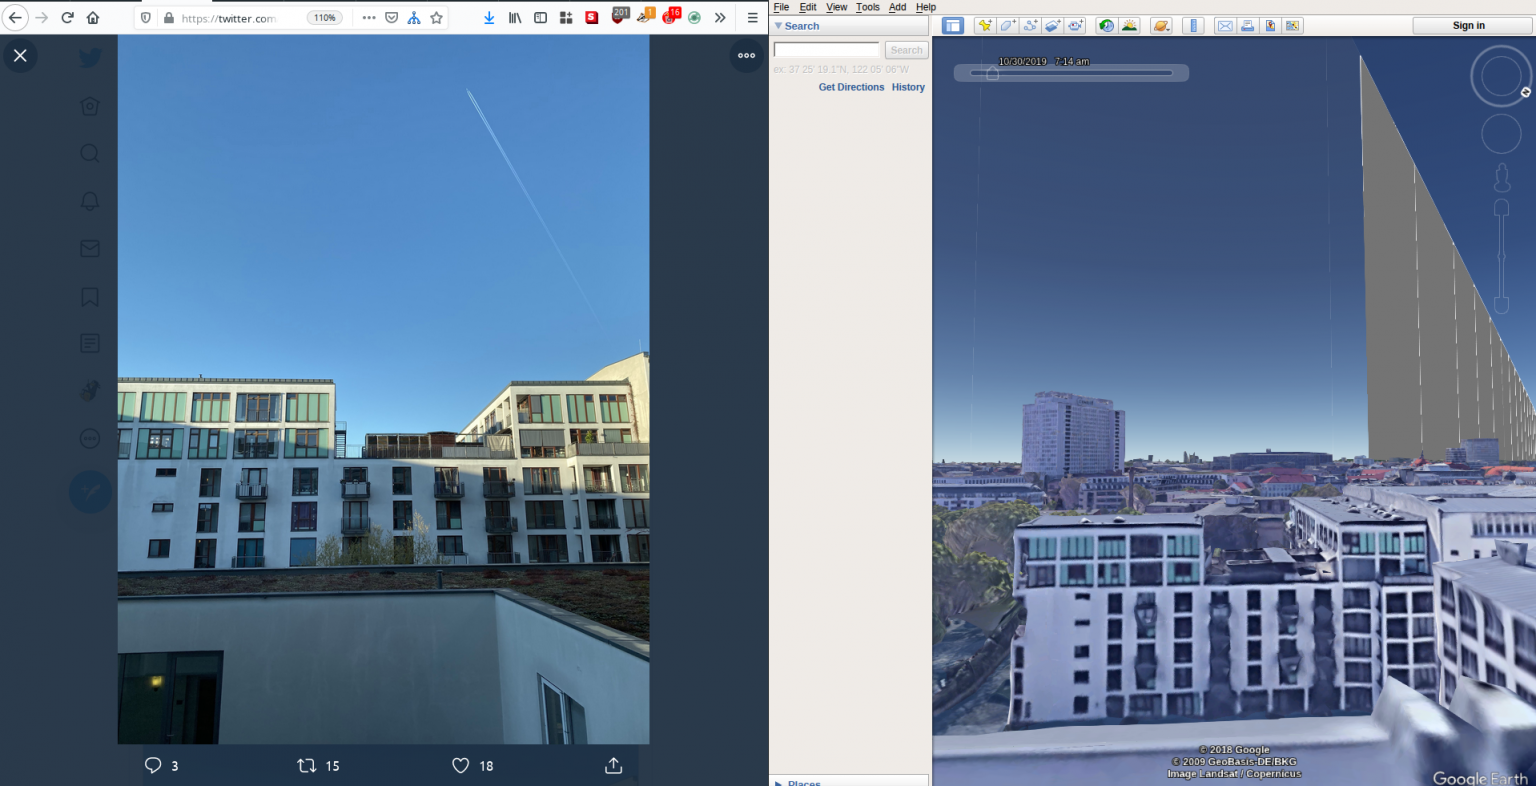 https://twitter.com
110%
201
1
16
3
15
18
File Edit View Tools Add Help
Search
Search
ex: 37 25' 19.1"N, 122 05' 06"W
Get Directions History
Places
Sign in
10/30/2019 7:14 am
© 2018 Google
© 2009 GeoBasis-DE/BKG
Image Landsat / Copernicus
Google Earth